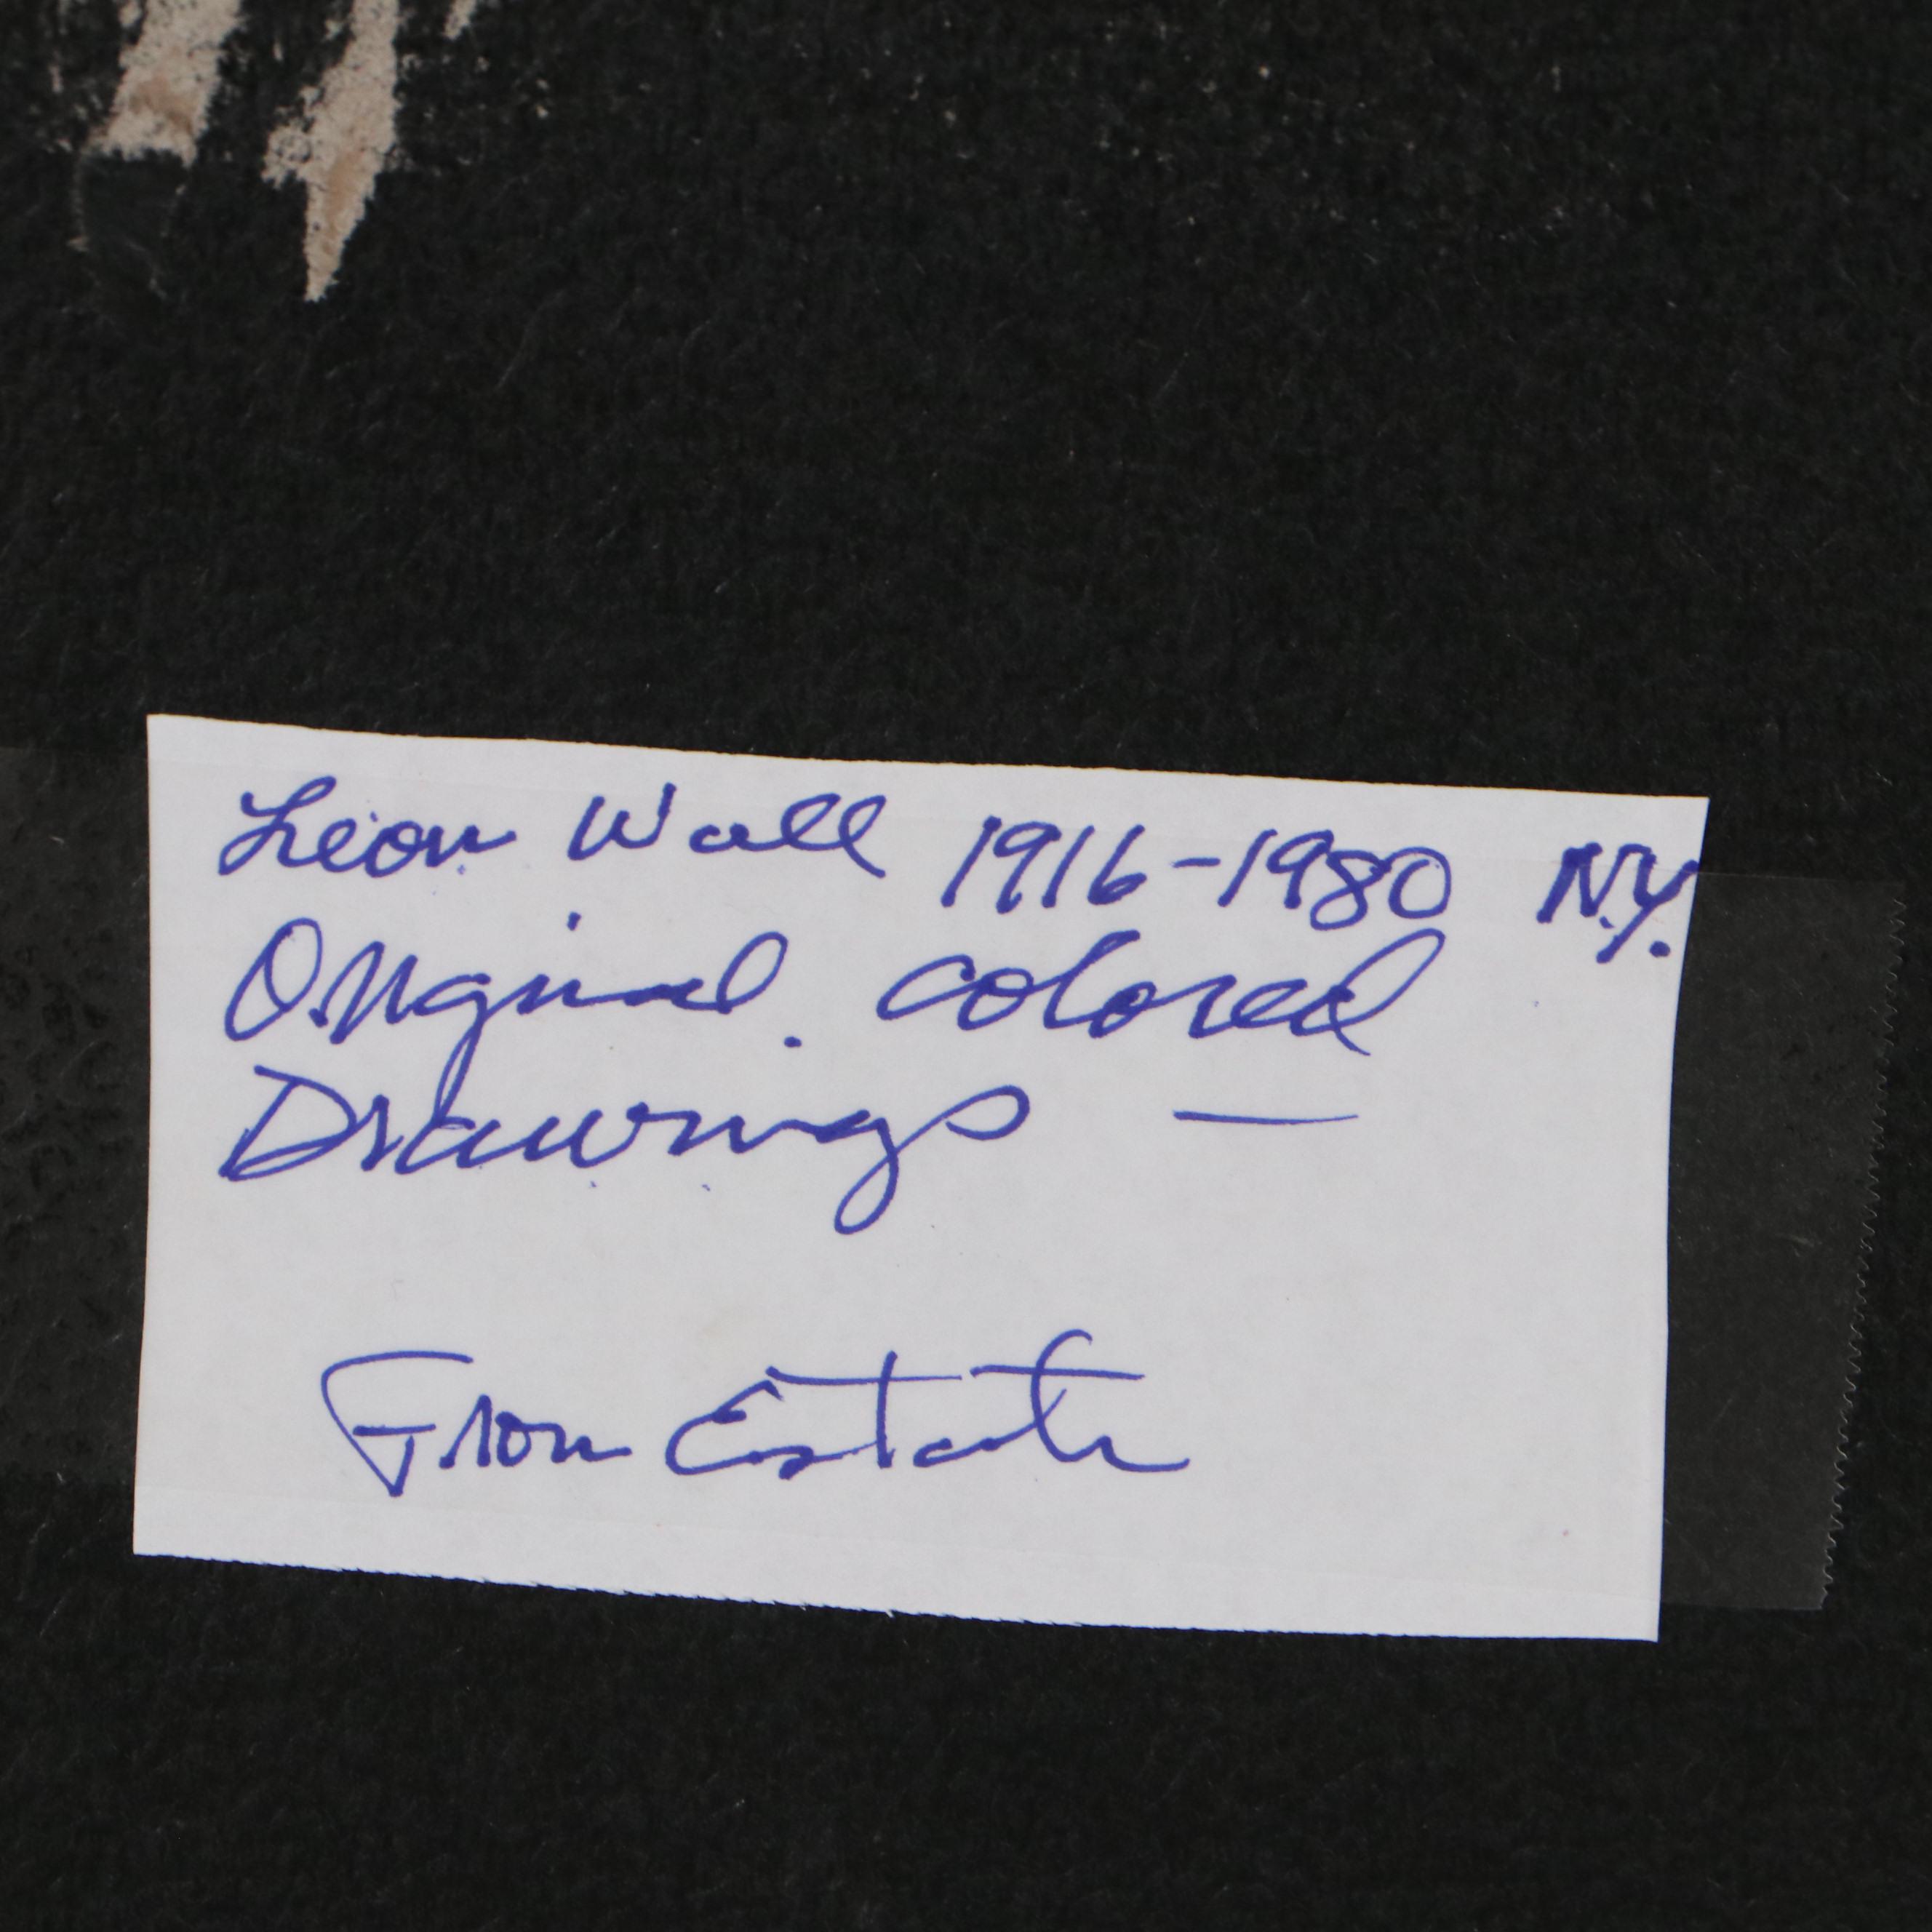 Leon Wall 1916-1980 N.Y.
Original colored
Drawings —
From Estate